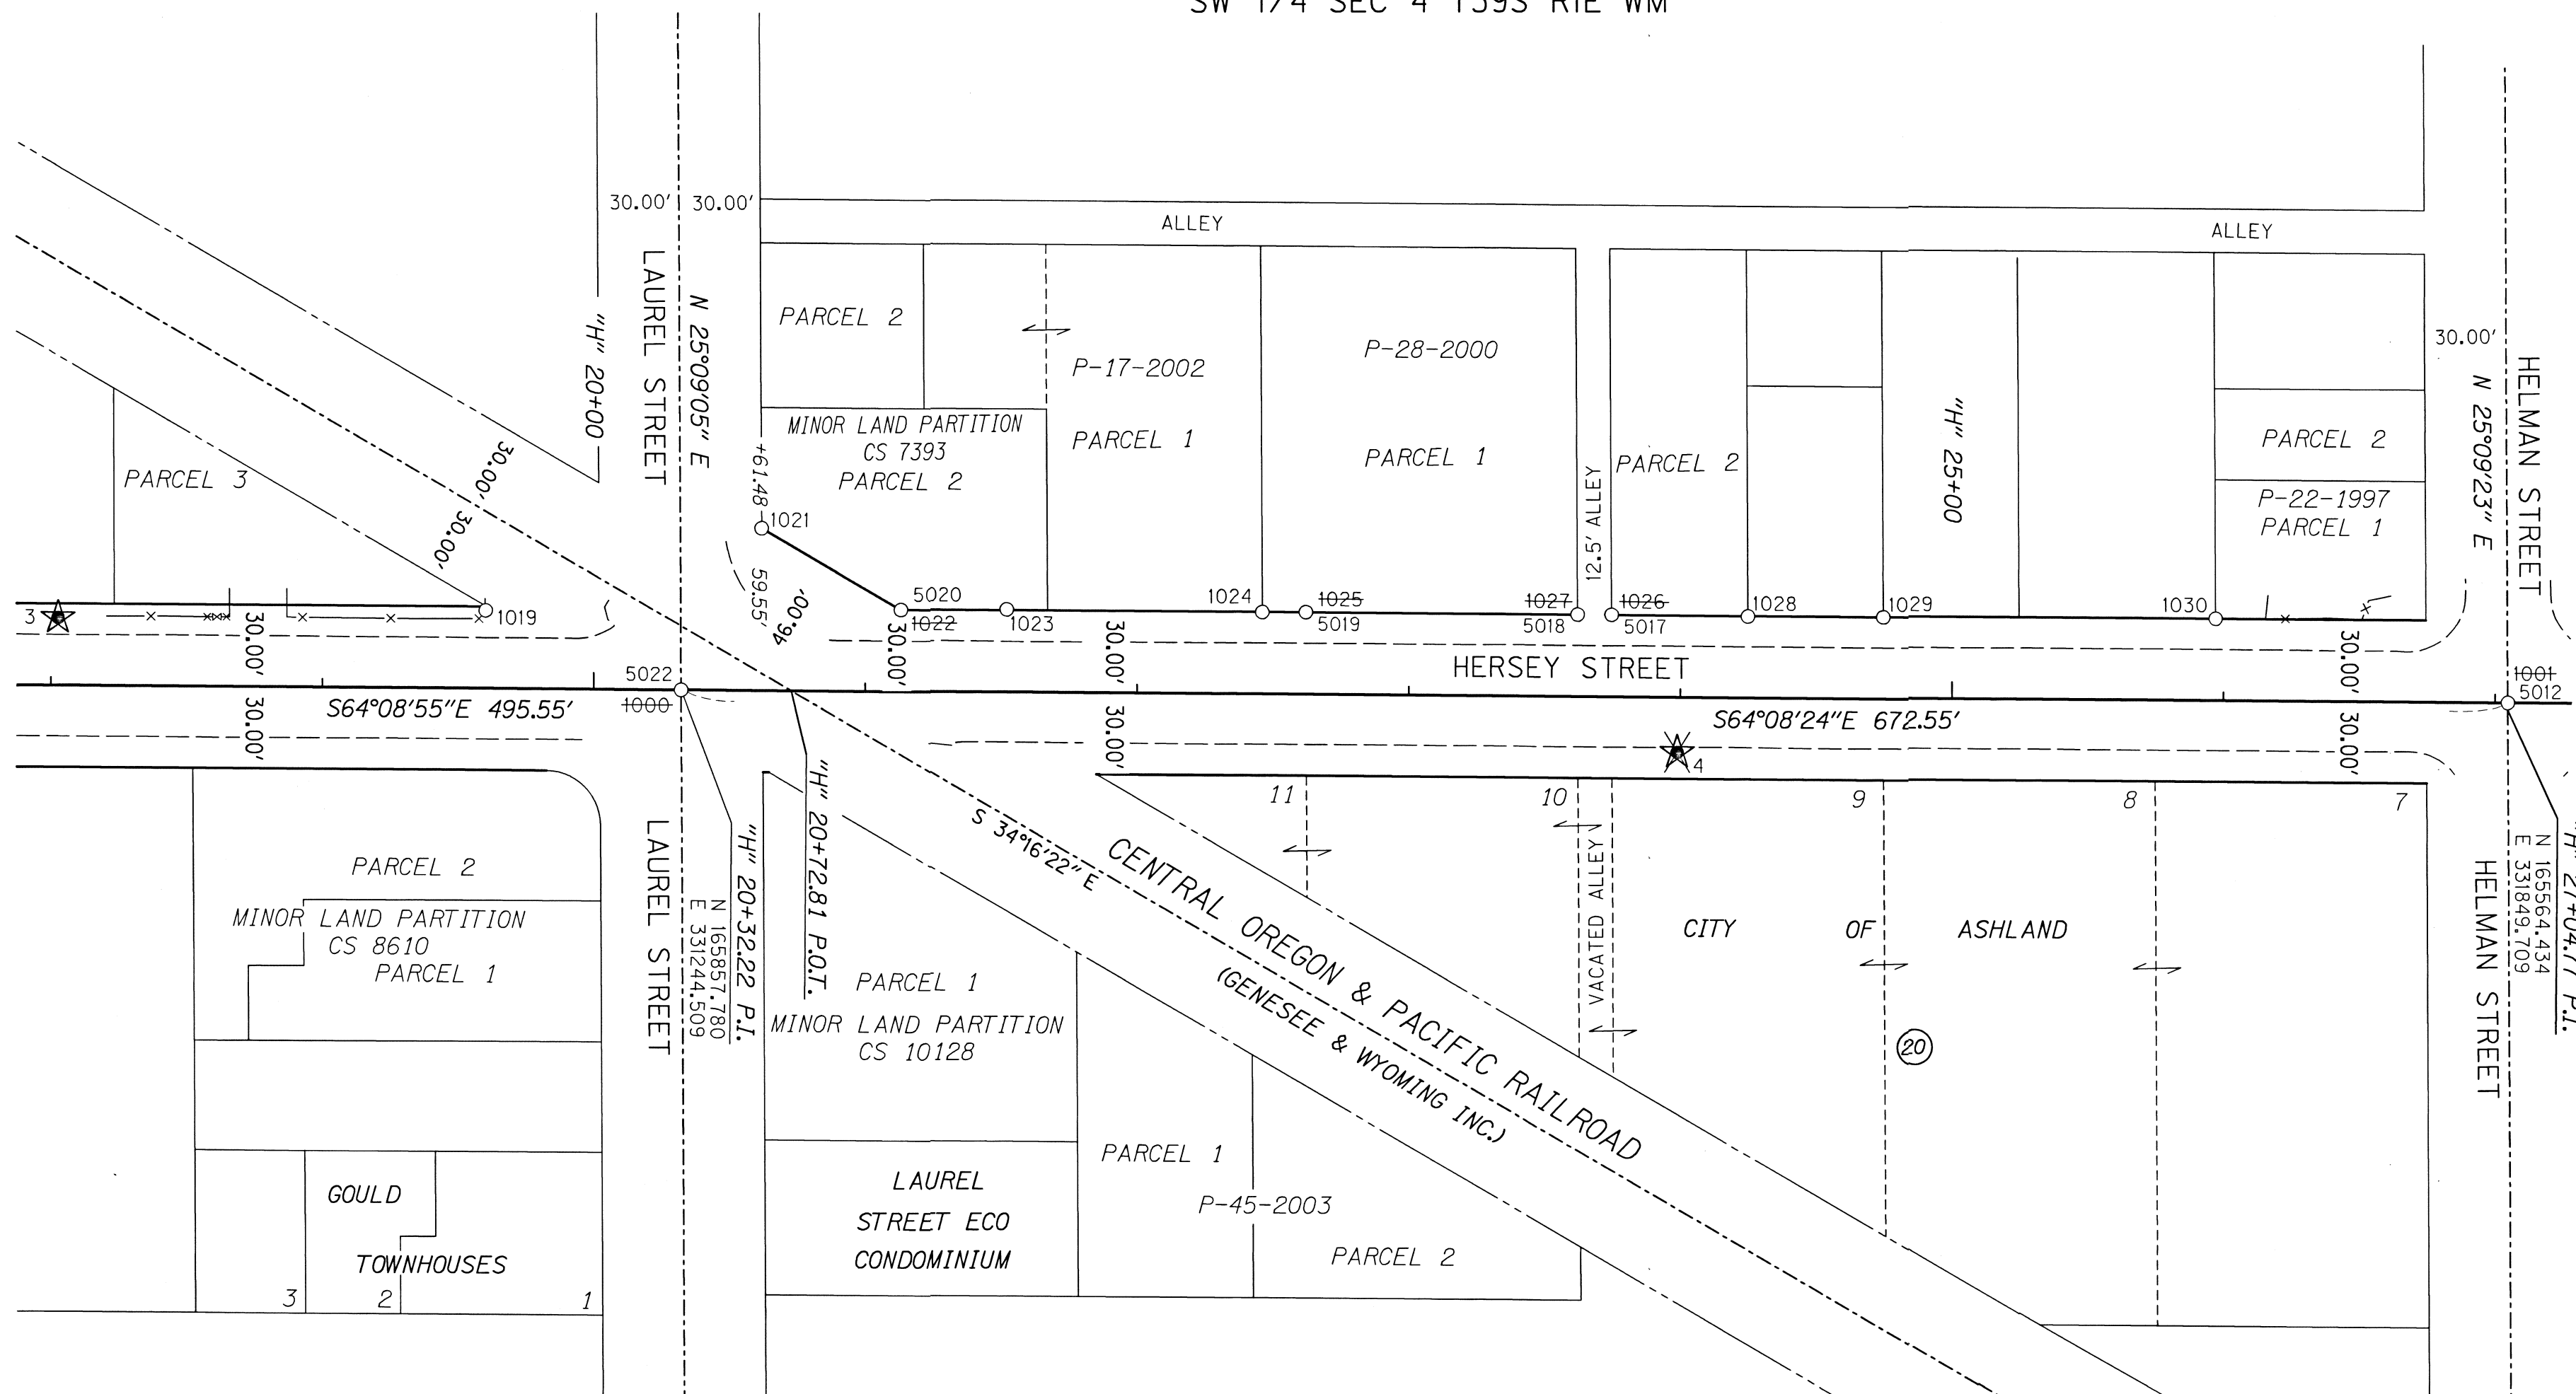 SW 1/4 SEC 4 T39S R1E WM
30.00' 30.00'
ALLEY
ALLEY
LAUREL STREET
N 25°09'05" E
"H" 20+00
PARCEL 2
P-17-2002
PARCEL 1
P-28-2000
PARCEL 1
12.5' ALLEY
PARCEL 2
"H" 25+00
30.00'
HELMAN STREET
N 25°09'23" E
PARCEL 2
P-22-1997
PARCEL 1
MINOR LAND PARTITION
CS 7393
PARCEL 2
+61.48
1021
59.55'
46.00'
PARCEL 3
30.00'
30.00'
3
1019
5020
1022
1023
1024
1025
5019
1027
5018
1026
5017
1028
1029
1030
30.00'
30.00'
30.00'
30.00'
HERSEY STREET
5022
1000
1001
5012
S64°08'55"E 495.55'
S64°08'24"E 672.55'
30.00'
30.00'
30.00'
4
"H" 20+72.81 P.O.T.
"H" 20+32.22 P.I.
N 165857.780
E 331244.509
"H" 27+04.77 P.I.
N 165564.434
E 331849.709
LAUREL STREET
HELMAN STREET
11
10
9
8
7
S 34°16'22" E
CENTRAL OREGON & PACIFIC RAILROAD
(GENESEE & WYOMING INC.)
VACATED ALLEY
CITY OF ASHLAND
20
PARCEL 2
MINOR LAND PARTITION
CS 8610
PARCEL 1
PARCEL 1
MINOR LAND PARTITION
CS 10128
GOULD
TOWNHOUSES
3
2
1
LAUREL
STREET ECO
CONDOMINIUM
PARCEL 1
P-45-2003
PARCEL 2